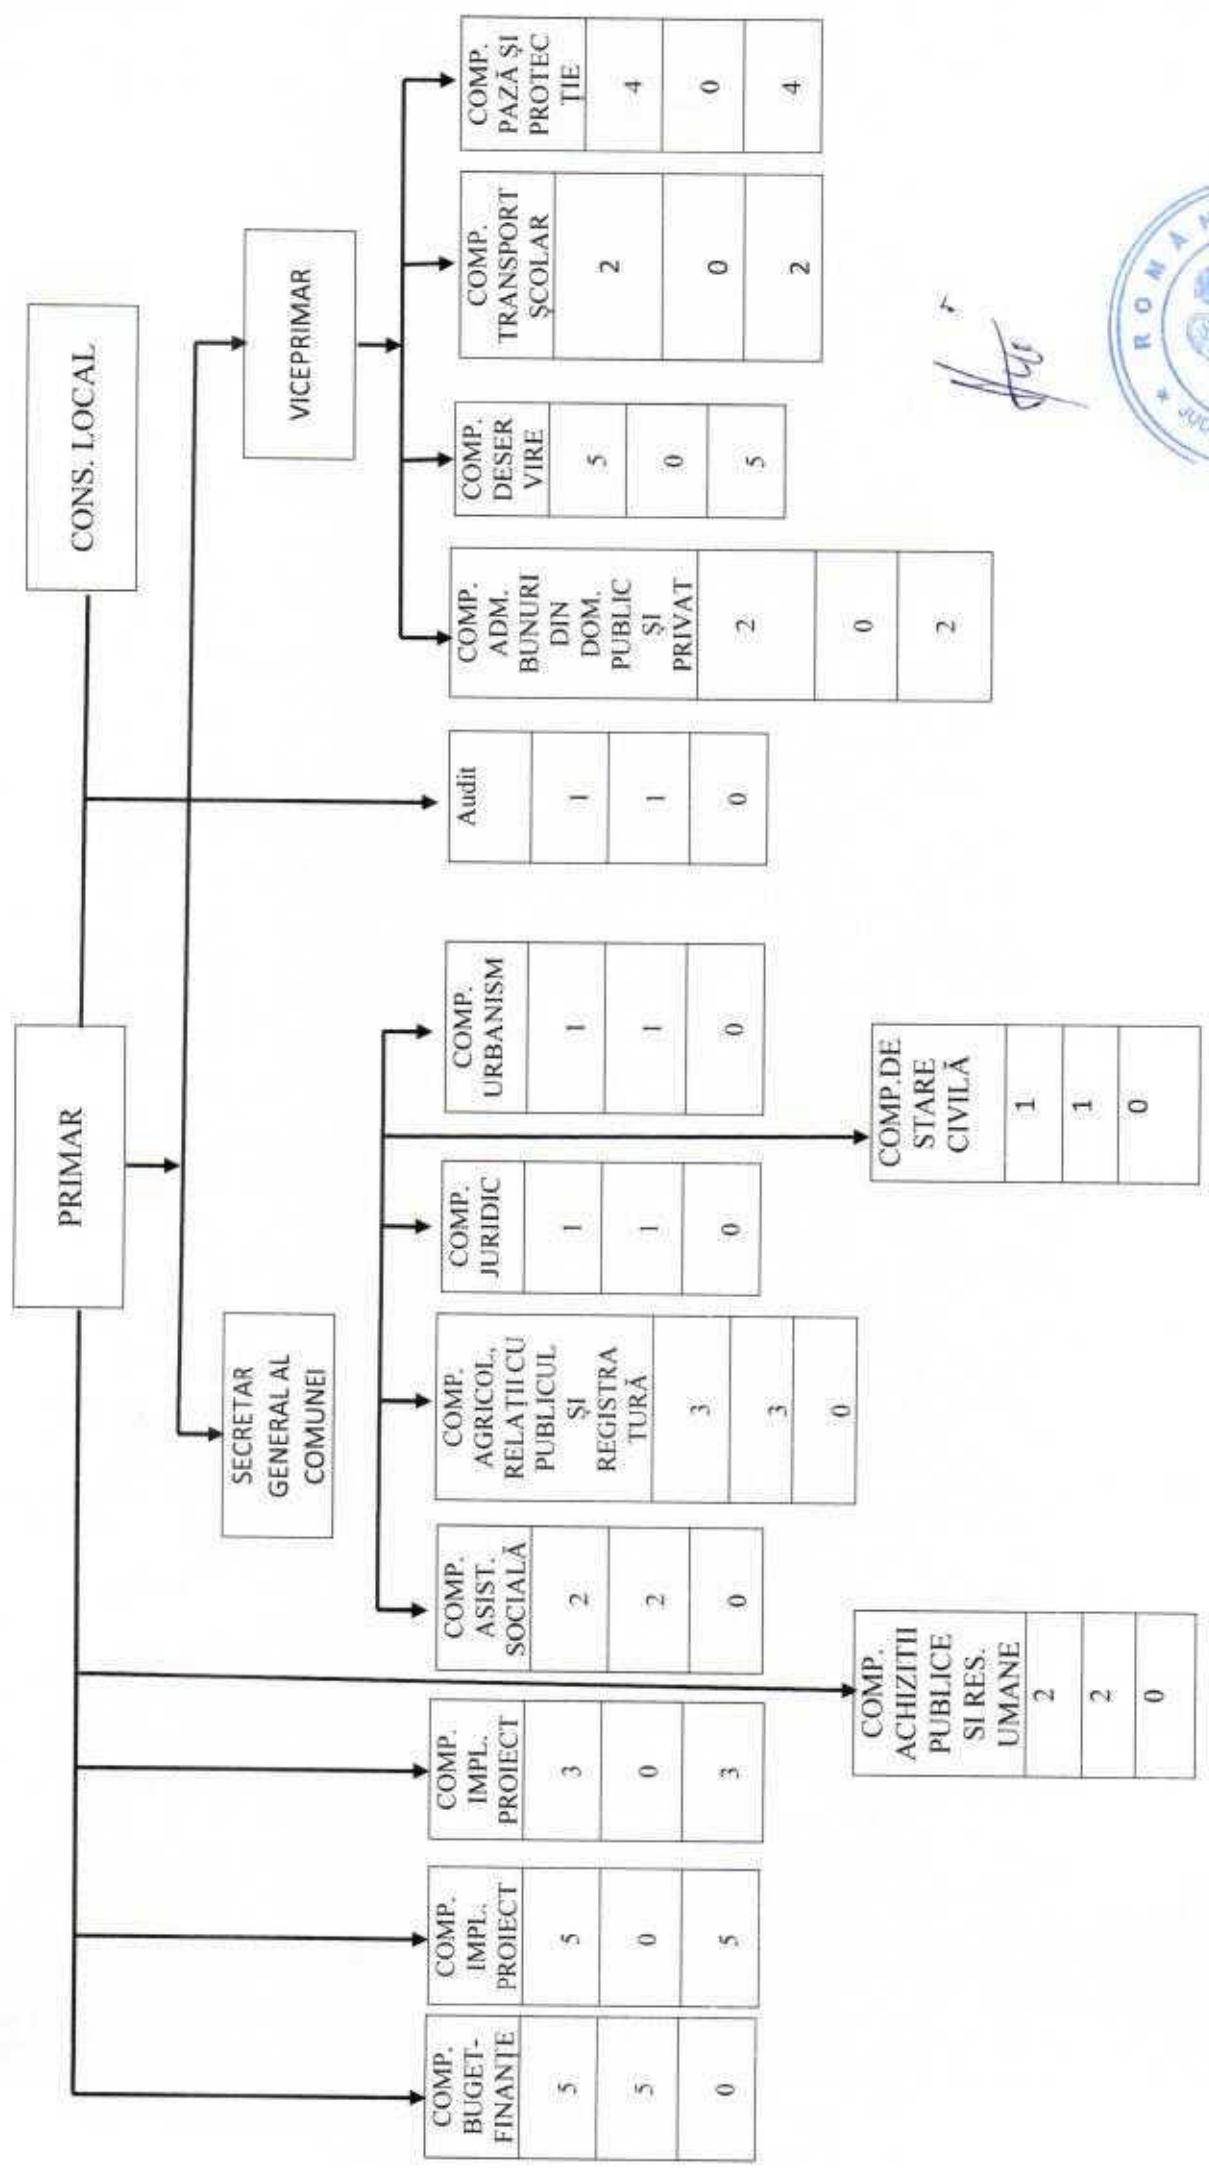 PRIMAR
CONS. LOCAL
SECRETAR
GENERAL AL
COMUNEI
VICEPRIMAR
COMP.
BUGET-
FINANȚE
5
5
0
COMP.
IMPL.
PROIECT
5
0
5
COMP.
IMPL.
PROIECT
3
0
3
COMP.
ASIST.
SOCIALĂ
2
2
0
COMP.
AGRICOL,
RELAȚII CU
PUBLICUL
ȘI
REGISTRA
TURĂ
3
3
0
COMP.
JURIDIC
1
1
0
COMP.
URBANISM
1
1
0
Audit
1
1
0
COMP.
ADM.
BUNURI
DIN
DOM.
PUBLIC
ȘI
PRIVAT
2
0
2
COMP.
DESER
VIRE
5
0
5
COMP.
TRANSPORT
ȘCOLAR
2
0
2
COMP.
PAZĂ ȘI
PROTEC
ȚIE
4
0
4
COMP.
ACHIZITII
PUBLICE
SI RES.
UMANE
2
2
0
COMP.DE
STARE
CIVILĂ
1
1
0